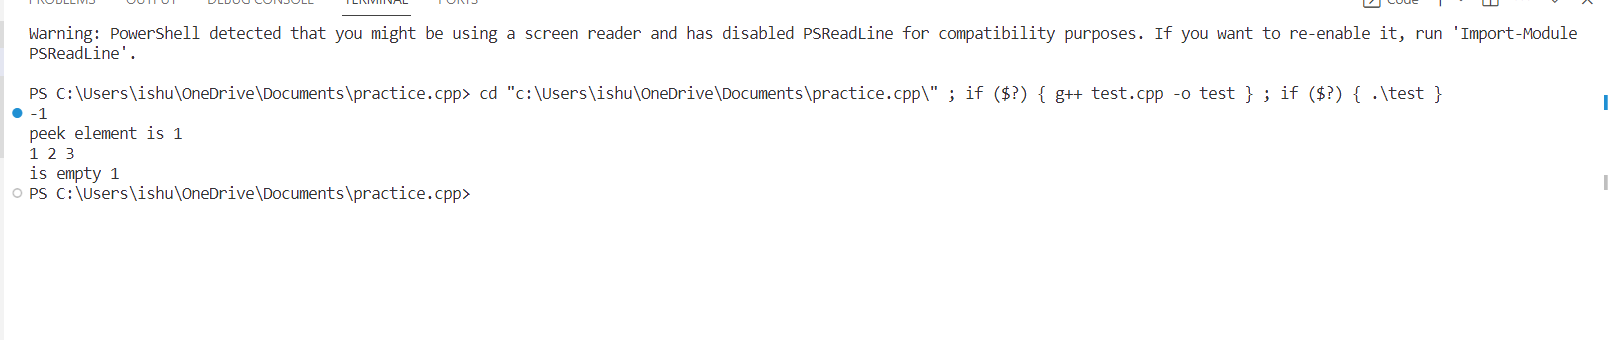 PROBLEMS OUTPUT DEBUG CONSOLE TERMINAL PORTS Code
Warning: PowerShell detected that you might be using a screen reader and has disabled PSReadLine for compatibility purposes. If you want to re-enable it, run 'Import-Module
PSReadLine'.
PS C:\Users\ishu\OneDrive\Documents\practice.cpp> cd "c:\Users\ishu\OneDrive\Documents\practice.cpp\" ; if ($?) { g++ test.cpp -o test } ; if ($?) { .\test }
-1
peek element is 1
1 2 3
is empty 1
PS C:\Users\ishu\OneDrive\Documents\practice.cpp>